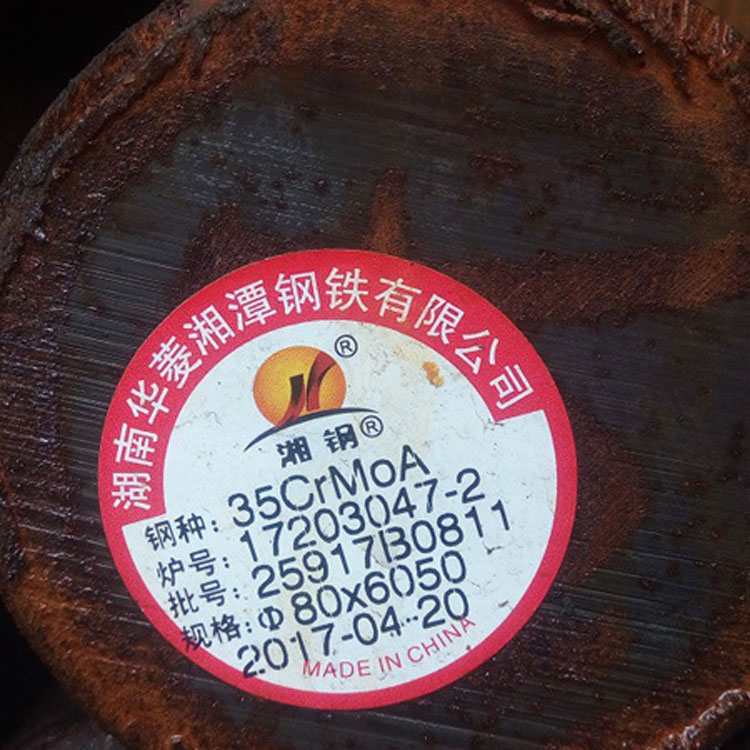 湖南华菱湘潭钢铁有限公司
®
湘钢®
钢种: 35CrMoA
炉号: 17203047-2
批号: 25917B0811
规格: Φ80x6050
2017-04-20
MADE IN CHINA